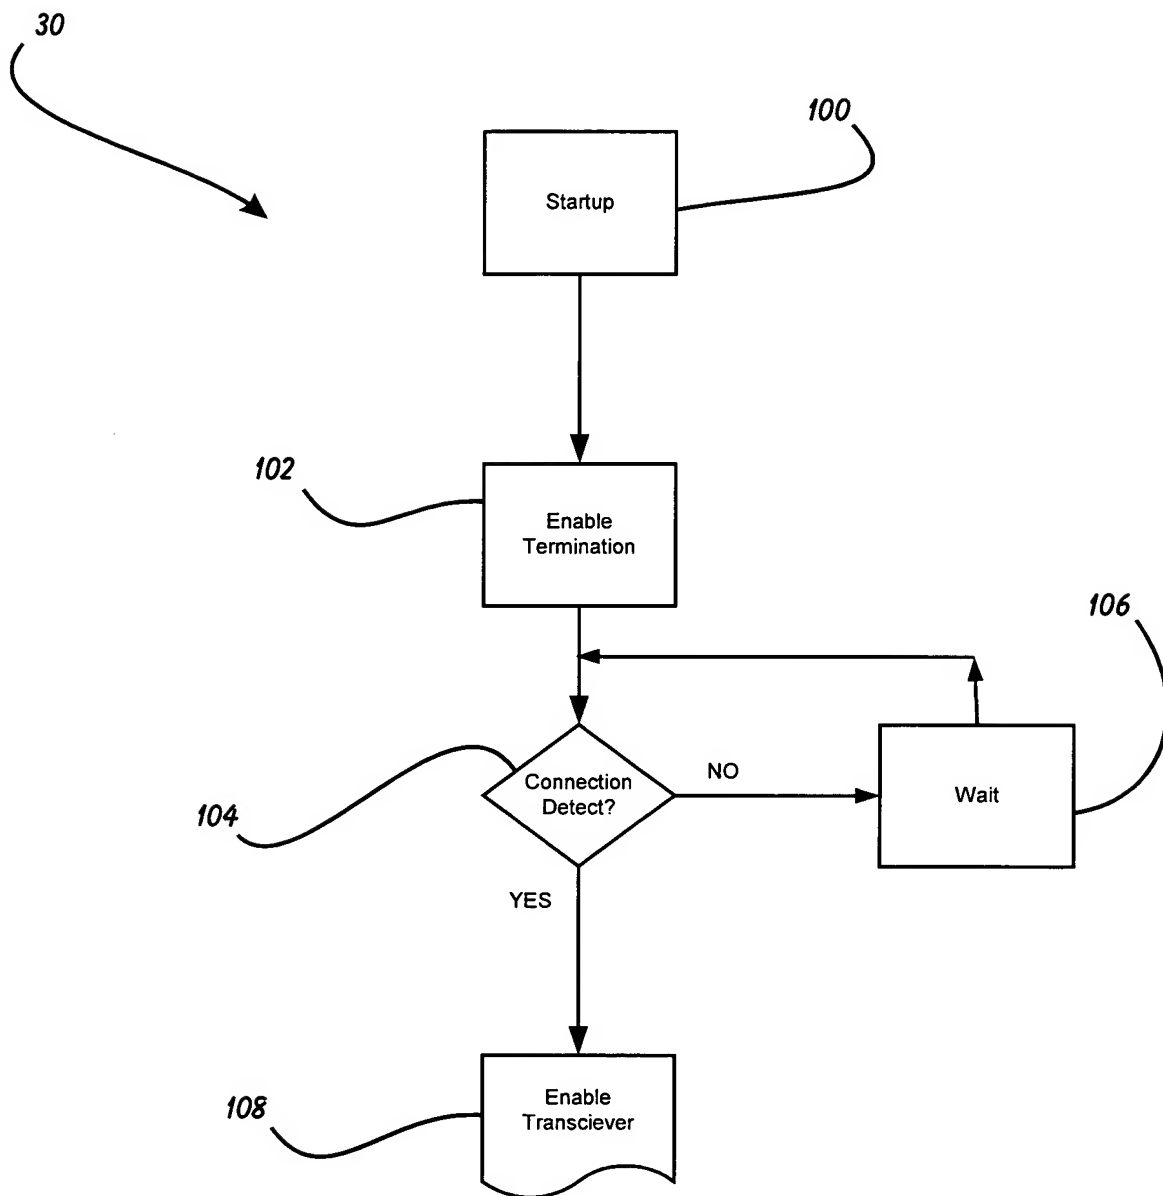 30
100
Startup
102
Enable
Termination
106
Connection
Detect?
NO
Wait
104
YES
Enable
Transciever
108